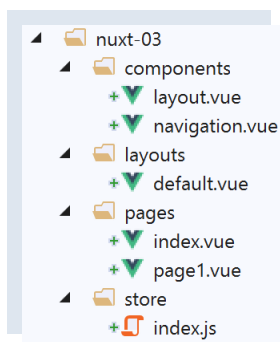 nuxt-03
components
layout.vue
navigation.vue
layouts
default.vue
pages
index.vue
page1.vue
store
index.js